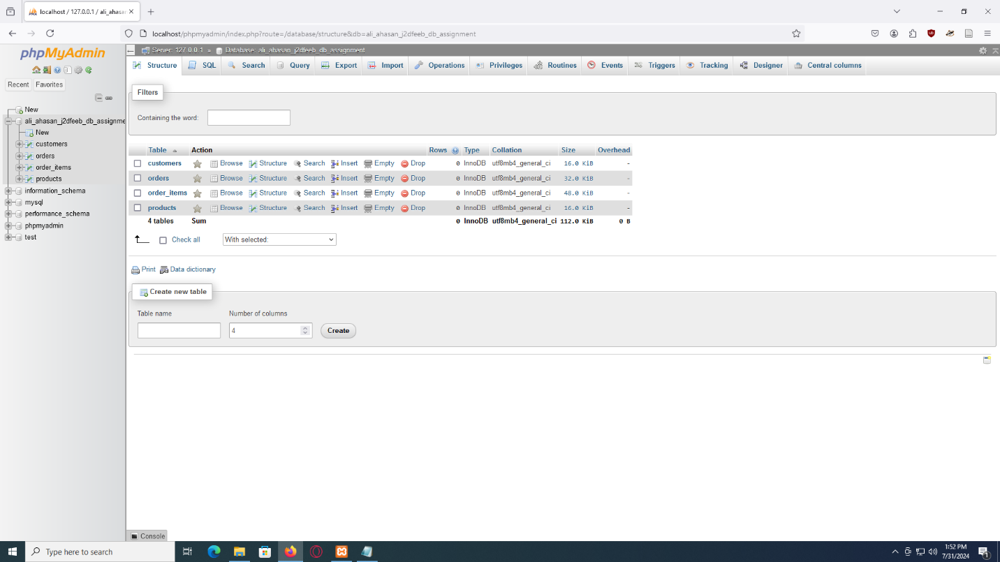 localhost / 127.0.0.1 / ali_ahasan
localhost/phpmyadmin/index.php?route=/database/structure&db=ali_ahasan_j2dfeeb_db_assignment
phpMyAdmin
Recent Favorites
New
ali_ahasan_j2dfeeb_db_assignme
New
customers
orders
order_items
products
information_schema
mysql
performance_schema
phpmyadmin
test
Server: 127.0.0.1 » Database: ali_ahasan_j2dfeeb_db_assignment
Structure SQL Search Query Export Import Operations Privileges Routines Events Triggers Tracking Designer Central columns
Filters
Containing the word:
Table Action Rows Type Collation Size Overhead
customers Browse Structure Search Insert Empty Drop 0 InnoDB utf8mb4_general_ci 16.0 KiB -
orders Browse Structure Search Insert Empty Drop 0 InnoDB utf8mb4_general_ci 32.0 KiB -
order_items Browse Structure Search Insert Empty Drop 0 InnoDB utf8mb4_general_ci 48.0 KiB -
products Browse Structure Search Insert Empty Drop 0 InnoDB utf8mb4_general_ci 16.0 KiB -
4 tables Sum 0 InnoDB utf8mb4_general_ci 112.0 KiB 0 B
Check all With selected:
Print Data dictionary
Create new table
Table name Number of columns
4 Create
Console
Type here to search
1:52 PM
7/31/2024
1